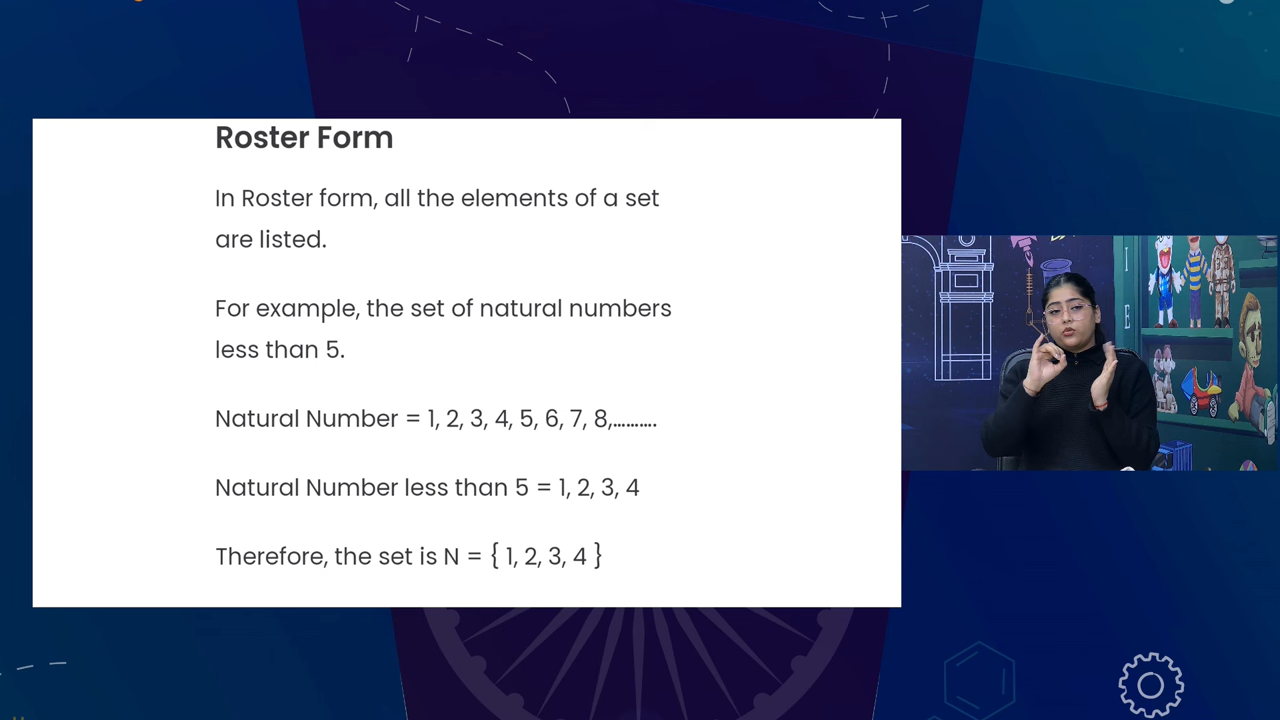 Roster Form
In Roster form, all the elements of a set
are listed.
For example, the set of natural numbers
less than 5.
Natural Number = 1, 2, 3, 4, 5, 6, 7, 8,..........
Natural Number less than 5 = 1, 2, 3, 4
Therefore, the set is N = { 1, 2, 3, 4 }
I
E